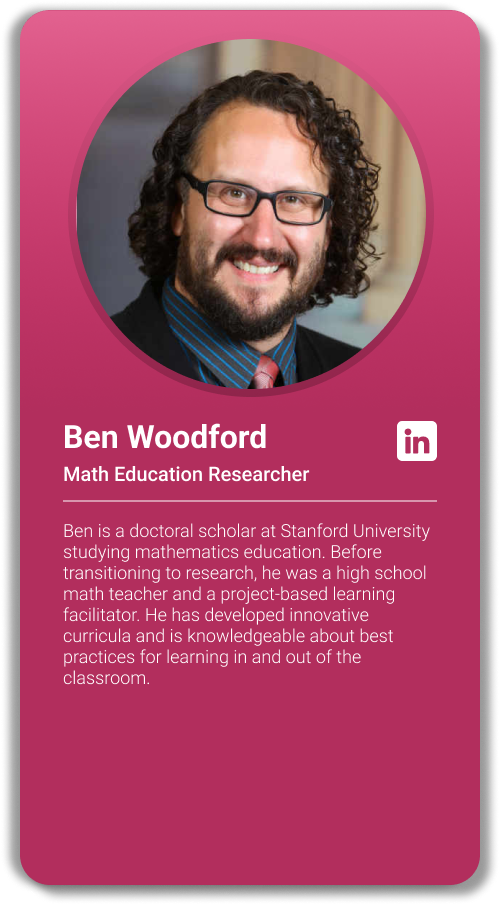 Ben Woodford
in
Math Education Researcher
Ben is a doctoral scholar at Stanford University
studying mathematics education. Before
transitioning to research, he was a high school
math teacher and a project-based learning
facilitator. He has developed innovative
curricula and is knowledgeable about best
practices for learning in and out of the
classroom.